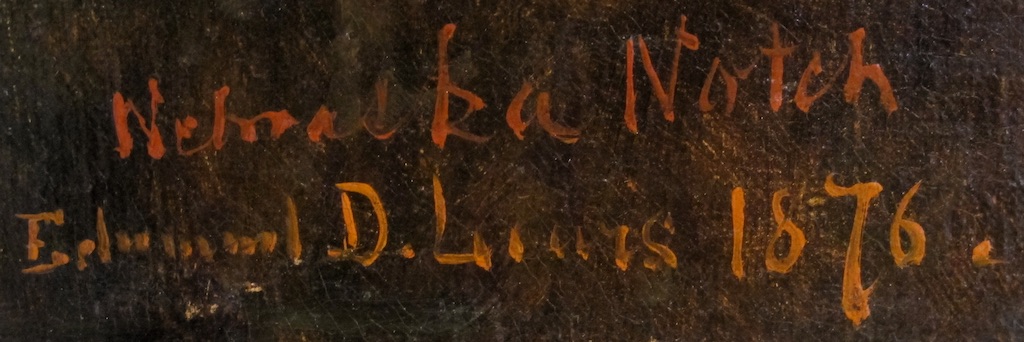 Nebraska Notch
Edmund D. Lewis 1876.